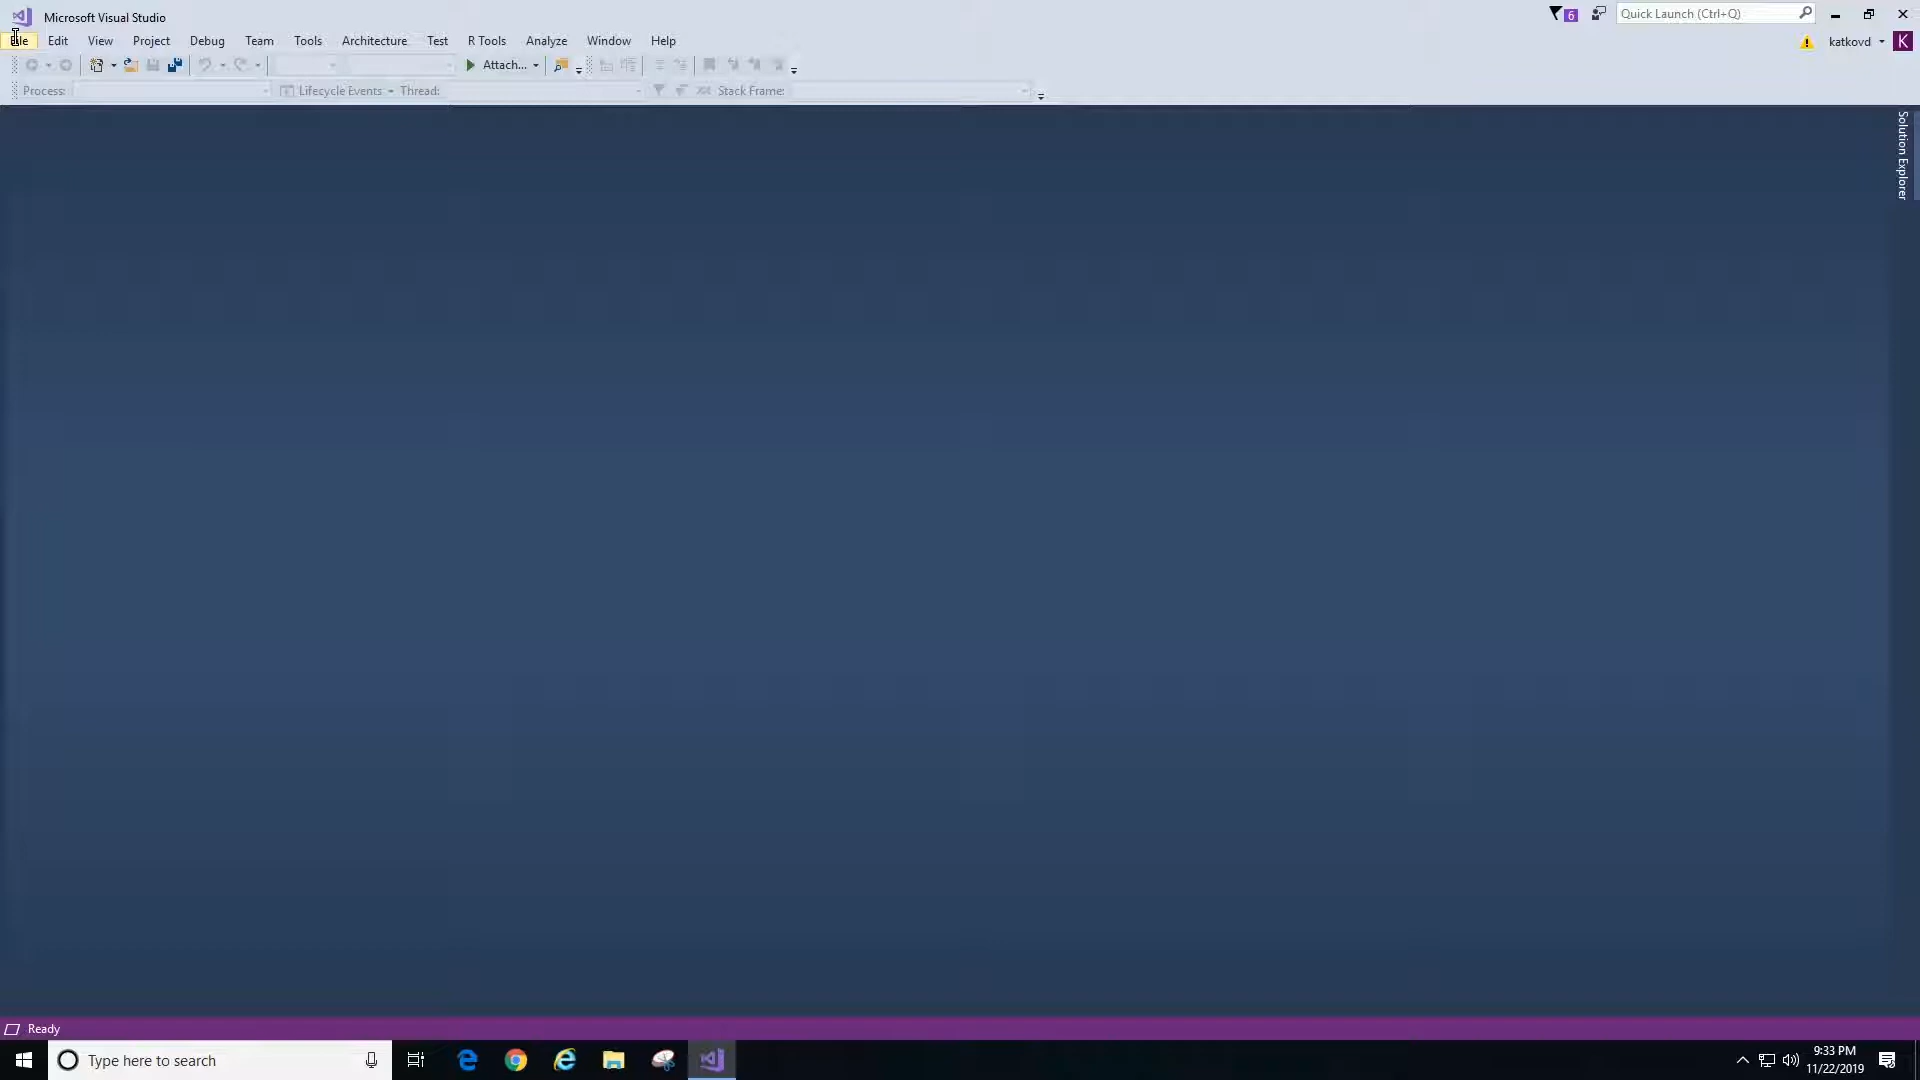 Microsoft Visual Studio
6
Quick Launch (Ctrl+Q)
File Edit View Project Debug Team Tools Architecture Test R Tools Analyze Window Help
katkovd K
Attach...
Process: Lifecycle Events Thread: Stack Frame:
Solution Explorer
Ready
Type here to search
9:33 PM
11/22/2019